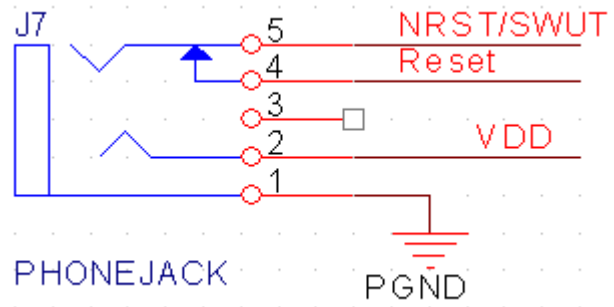 J7
5 NRST/SWUT
4 Reset
3
2 VDD
1
PHONEJACK
PGND